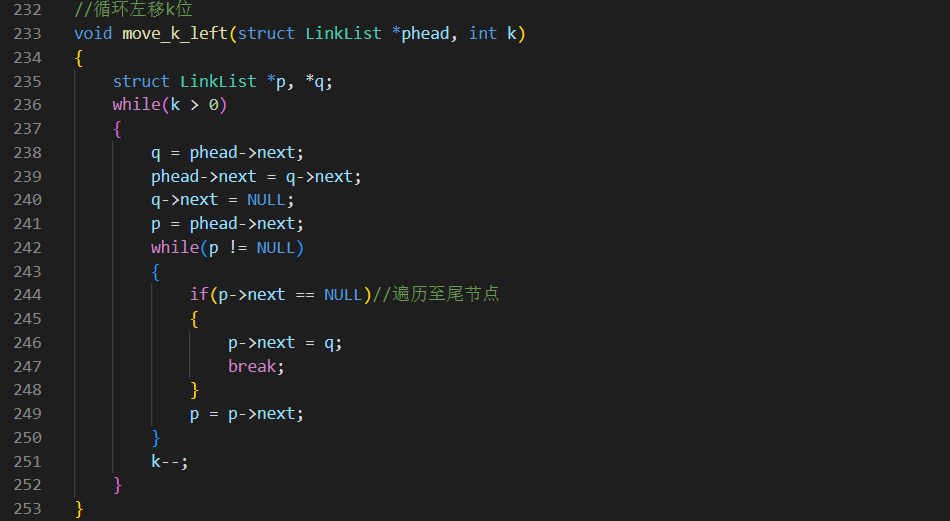 232 //循环左移k位
233 void move_k_left(struct LinkList *phead, int k)
234 {
235     struct LinkList *p, *q;
236     while(k > 0)
237     {
238         q = phead->next;
239         phead->next = q->next;
240         q->next = NULL;
241         p = phead->next;
242         while(p != NULL)
243         {
244             if(p->next == NULL)//遍历至尾节点
245             {
246                 p->next = q;
247                 break;
248             }
249             p = p->next;
250         }
251         k--;
252     }
253 }